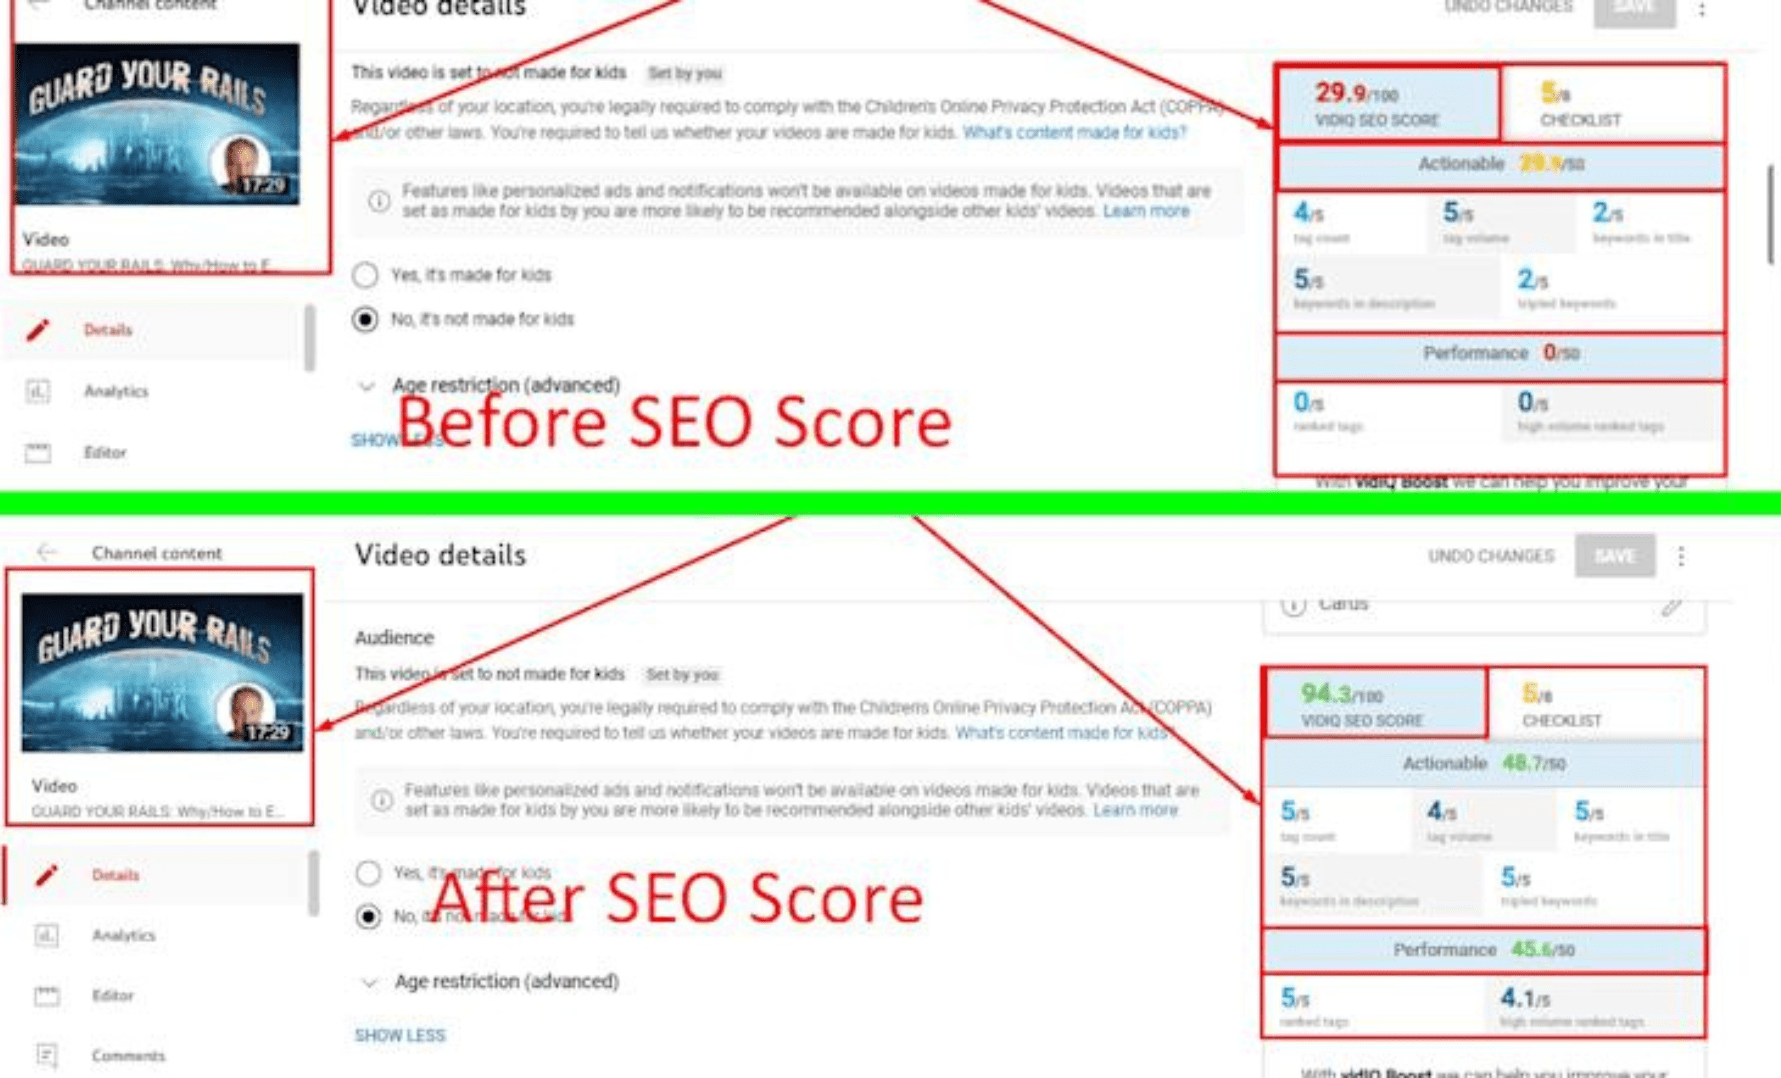 Channel content
Video details
UNDO CHANGES
SAVE
GUARD YOUR RAILS
17:29
Video
GUARD YOUR RAILS: Why/How to E...
Details
Analytics
Editor
This video is set to not made for kids Set by you
Regardless of your location, you're legally required to comply with the Children's Online Privacy Protection Act (COPPA)
and/or other laws. You're required to tell us whether your videos are made for kids. What's content made for kids?
Features like personalized ads and notifications won't be available on videos made for kids. Videos that are
set as made for kids by you are more likely to be recommended alongside other kids' videos. Learn more
Yes, it's made for kids
No, it's not made for kids
Age restriction (advanced)
SHOW LESS
Before SEO Score
29.9/100
VIDIQ SEO SCORE
5/8
CHECKLIST
Actionable 29.9/50
4/5
tag count
5/5
tag volume
2/5
keywords in title
5/5
keywords in description
2/5
tripled keywords
Performance 0/50
0/5
ranked tags
0/5
high volume ranked tags
With vidIQ Boost we can help you improve your
Channel content
Video details
UNDO CHANGES
SAVE
GUARD YOUR RAILS
17:29
Video
GUARD YOUR RAILS: Why/How to E...
Details
Analytics
Editor
Comments
Audience
This video is set to not made for kids Set by you
Regardless of your location, you're legally required to comply with the Children's Online Privacy Protection Act (COPPA)
and/or other laws. You're required to tell us whether your videos are made for kids. What's content made for kids?
Features like personalized ads and notifications won't be available on videos made for kids. Videos that are
set as made for kids by you are more likely to be recommended alongside other kids' videos. Learn more
Yes, it's made for kids
No, it's not made for kids
After SEO Score
Age restriction (advanced)
SHOW LESS
Cards
94.3/100
VIDIQ SEO SCORE
5/8
CHECKLIST
Actionable 48.7/50
5/5
tag count
4/5
tag volume
5/5
keywords in title
5/5
keywords in description
5/5
tripled keywords
Performance 45.6/50
5/5
ranked tags
4.1/5
high volume ranked tags
With vidIQ Boost we can help you improve your